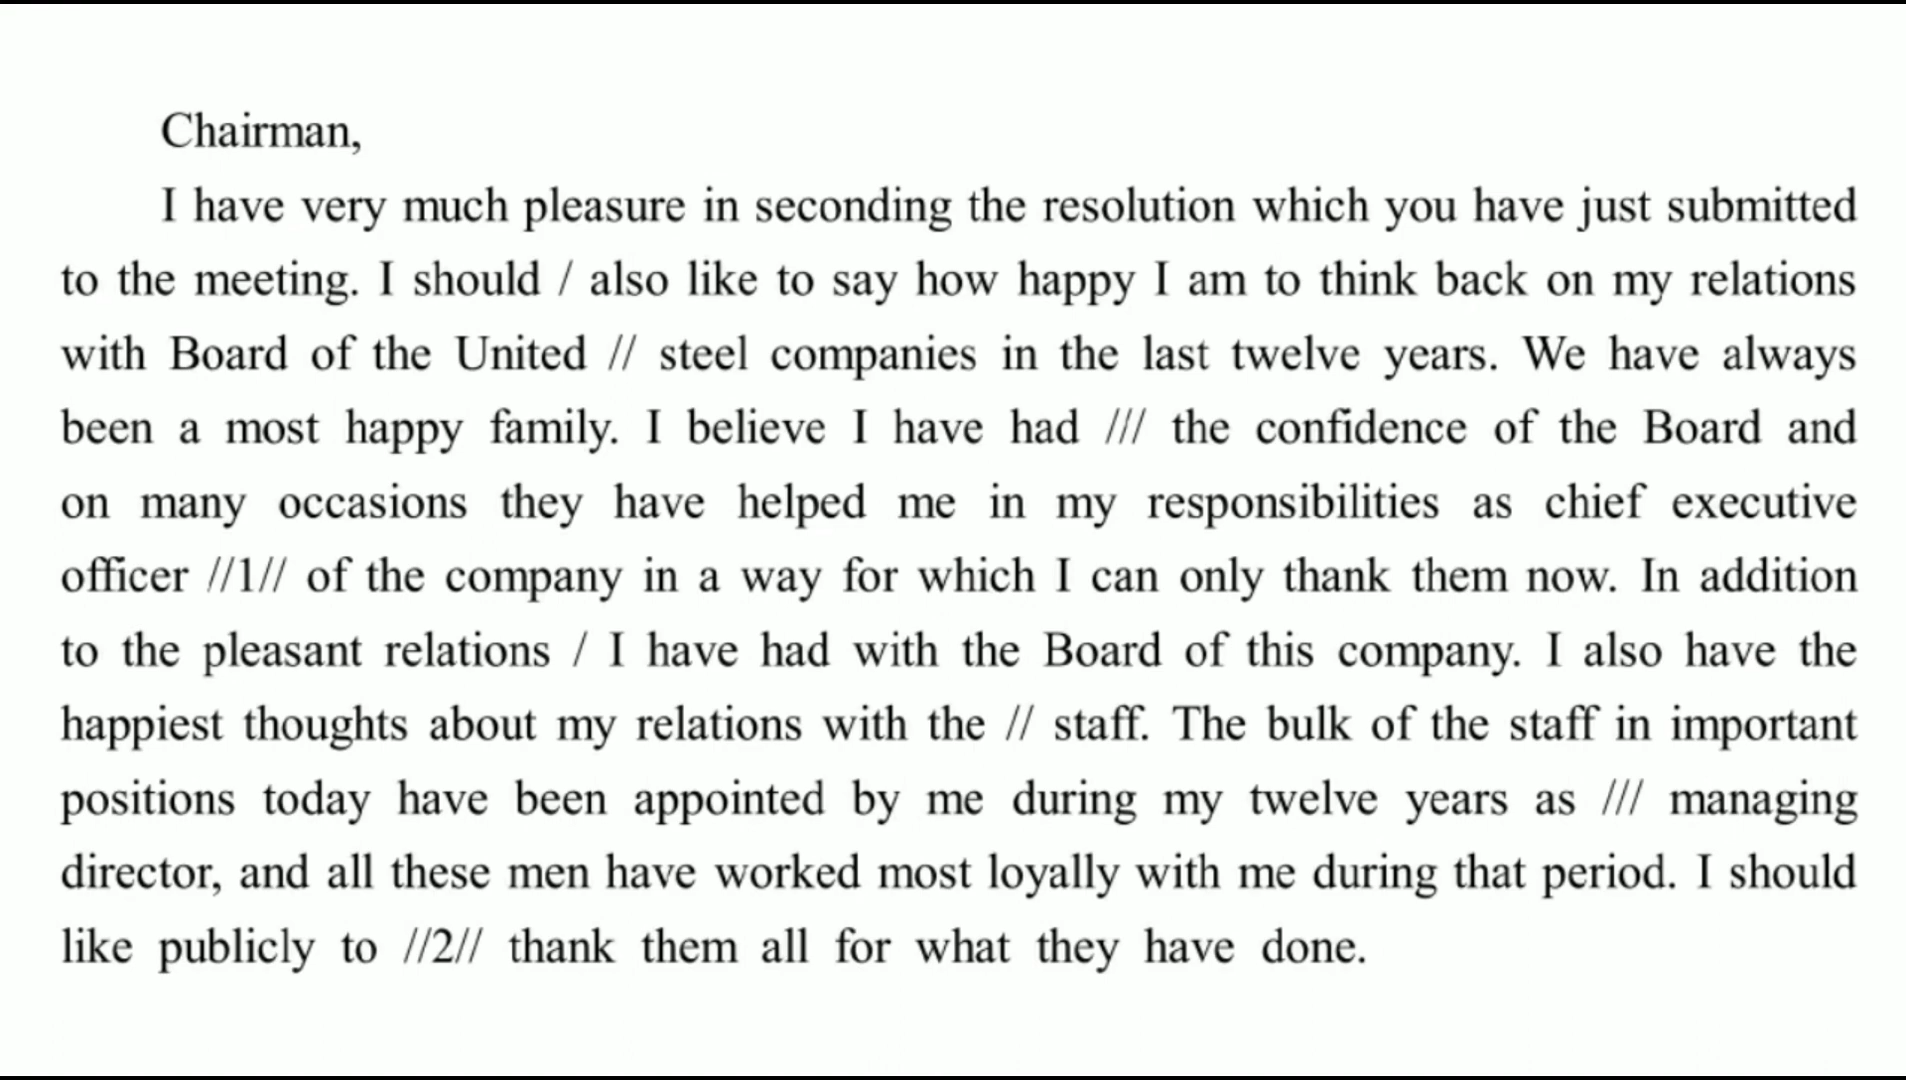 Chairman,
I have very much pleasure in seconding the resolution which you have just submitted
to the meeting. I should / also like to say how happy I am to think back on my relations
with Board of the United // steel companies in the last twelve years. We have always
been a most happy family. I believe I have had /// the confidence of the Board and
on many occasions they have helped me in my responsibilities as chief executive
officer //1// of the company in a way for which I can only thank them now. In addition
to the pleasant relations / I have had with the Board of this company. I also have the
happiest thoughts about my relations with the // staff. The bulk of the staff in important
positions today have been appointed by me during my twelve years as /// managing
director, and all these men have worked most loyally with me during that period. I should
like publicly to //2// thank them all for what they have done.